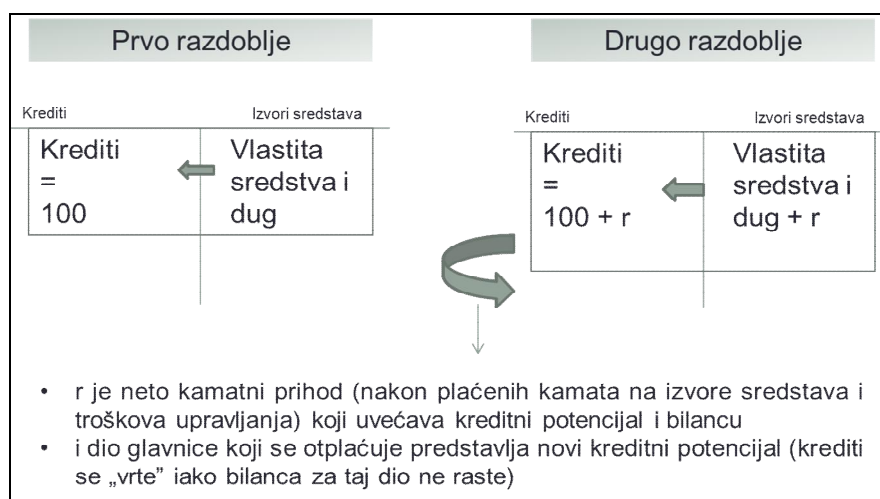 Prvo razdoblje
Drugo razdoblje
Krediti
Izvori sredstava
Krediti
=
100
Vlastita
sredstva i
dug
Krediti
Izvori sredstava
Krediti
=
100 + r
Vlastita
sredstva i
dug + r
• r je neto kamatni prihod (nakon plaćenih kamata na izvore sredstava i
troškova upravljanja) koji uvećava kreditni potencijal i bilancu
• i dio glavnice koji se otplaćuje predstavlja novi kreditni potencijal (krediti
se „vrte” iako bilanca za taj dio ne raste)